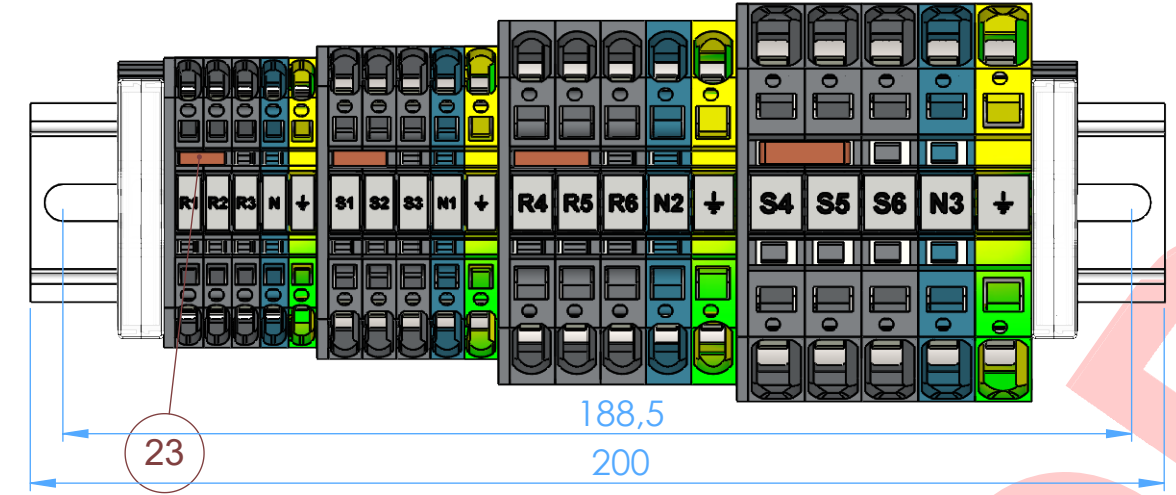 R1 R2 R3 N ⏚ S1 S2 S3 N1 ⏚ R4 R5 R6 N2 ⏚ S4 S5 S6 N3 ⏚
188,5
23
200